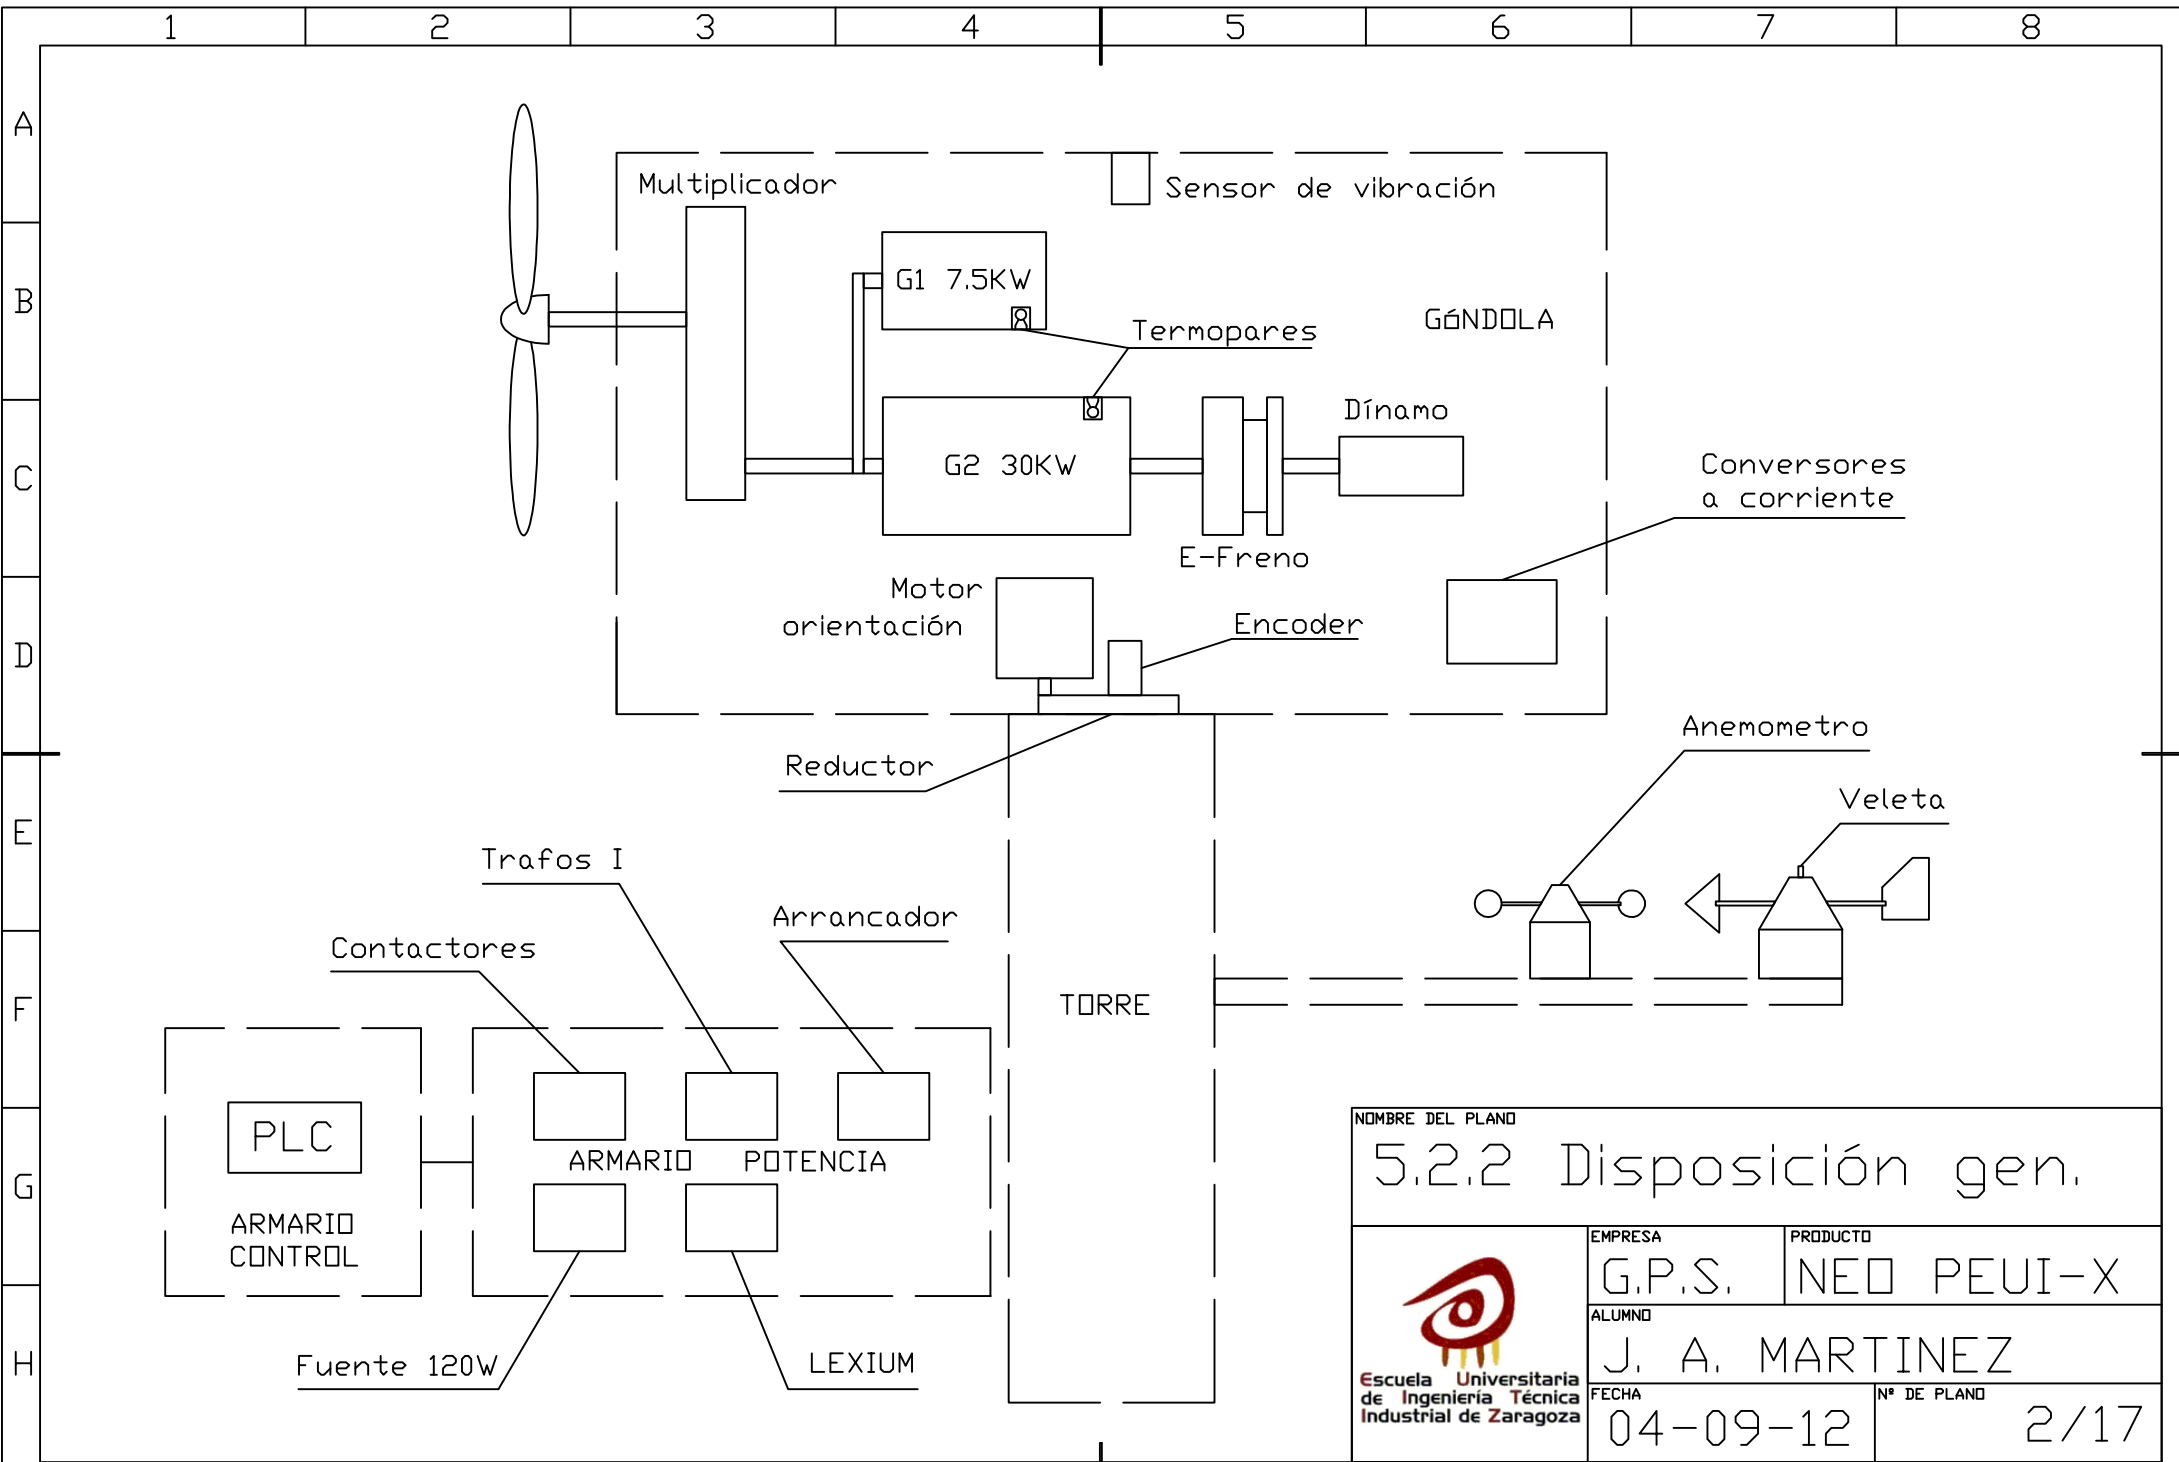 1 2 3 4 5 6 7 8
A
B
C
D
E
F
G
H
Multiplicador
Sensor de vibración
G1 7.5KW
Termopares
GóNDOLA
Dínamo
G2 30KW
Conversores
a corriente
E-Freno
Motor
orientación
Encoder
Reductor
Anemometro
Veleta
Trafos I
Arrancador
Contactores
TORRE
PLC
ARMARIO
CONTROL
ARMARIO POTENCIA
Fuente 120W
LEXIUM
NOMBRE DEL PLANO
5.2.2 Disposición gen.
EMPRESA
G.P.S.
PRODUCTO
NEO PEUI-X
ALUMNO
J. A. MARTINEZ
FECHA
04-09-12
Nº DE PLANO
2/17
Escuela Universitaria
de Ingeniería Técnica
Industrial de Zaragoza